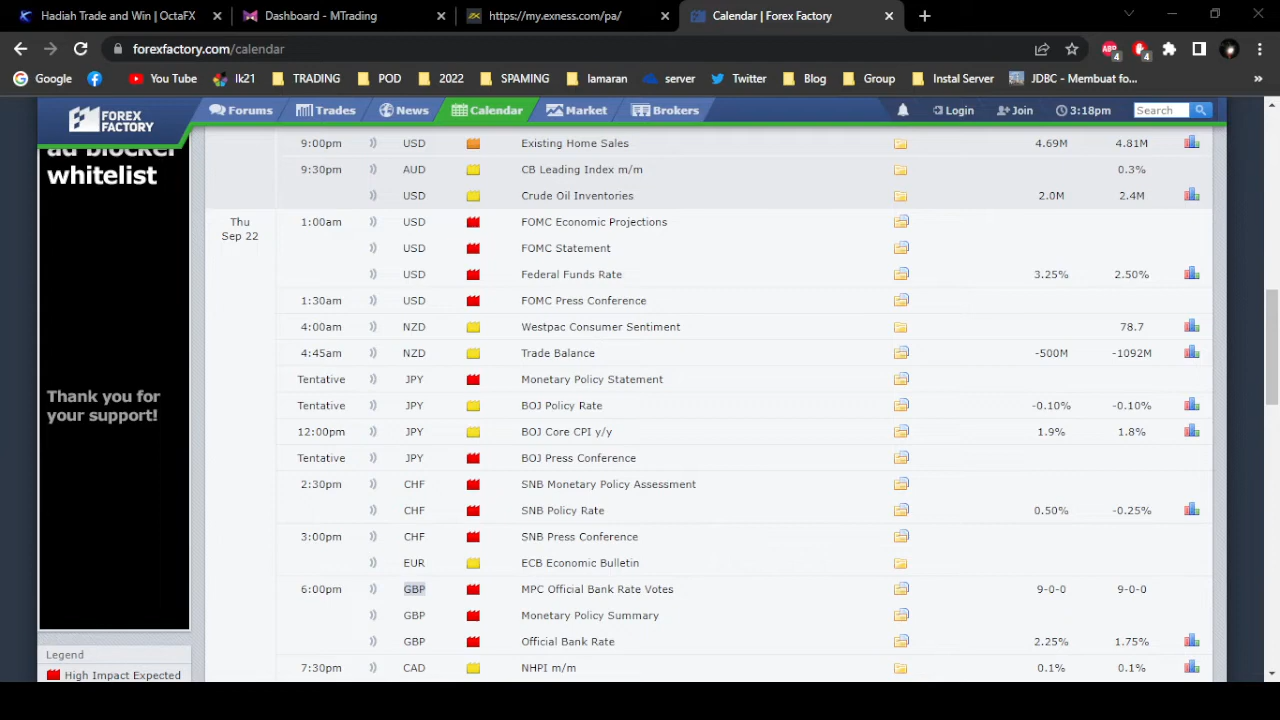 Hadiah Trade and Win | OctaFX
Dashboard - MTrading
https://my.exness.com/pa/
Calendar | Forex Factory
forexfactory.com/calendar
4
4
Google
You Tube
lk21
TRADING
POD
2022
SPAMING
lamaran
server
Twitter
Blog
Group
Instal Server
JDBC - Membuat fo...
FOREX FACTORY
Forums
Trades
News
Calendar
Market
Brokers
Login
Join
3:18pm
Search
ad blocker
whitelist
Thank you for
your support!
9:00pm USD Existing Home Sales 4.69M 4.81M
9:30pm AUD CB Leading Index m/m 0.3%
USD Crude Oil Inventories 2.0M 2.4M
Thu
Sep 22
1:00am USD FOMC Economic Projections
USD FOMC Statement
USD Federal Funds Rate 3.25% 2.50%
1:30am USD FOMC Press Conference
4:00am NZD Westpac Consumer Sentiment 78.7
4:45am NZD Trade Balance -500M -1092M
Tentative JPY Monetary Policy Statement
Tentative JPY BOJ Policy Rate -0.10% -0.10%
12:00pm JPY BOJ Core CPI y/y 1.9% 1.8%
Tentative JPY BOJ Press Conference
2:30pm CHF SNB Monetary Policy Assessment
CHF SNB Policy Rate 0.50% -0.25%
3:00pm CHF SNB Press Conference
EUR ECB Economic Bulletin
6:00pm GBP MPC Official Bank Rate Votes 9-0-0 9-0-0
GBP Monetary Policy Summary
GBP Official Bank Rate 2.25% 1.75%
7:30pm CAD NHPI m/m 0.1% 0.1%
Legend
High Impact Expected